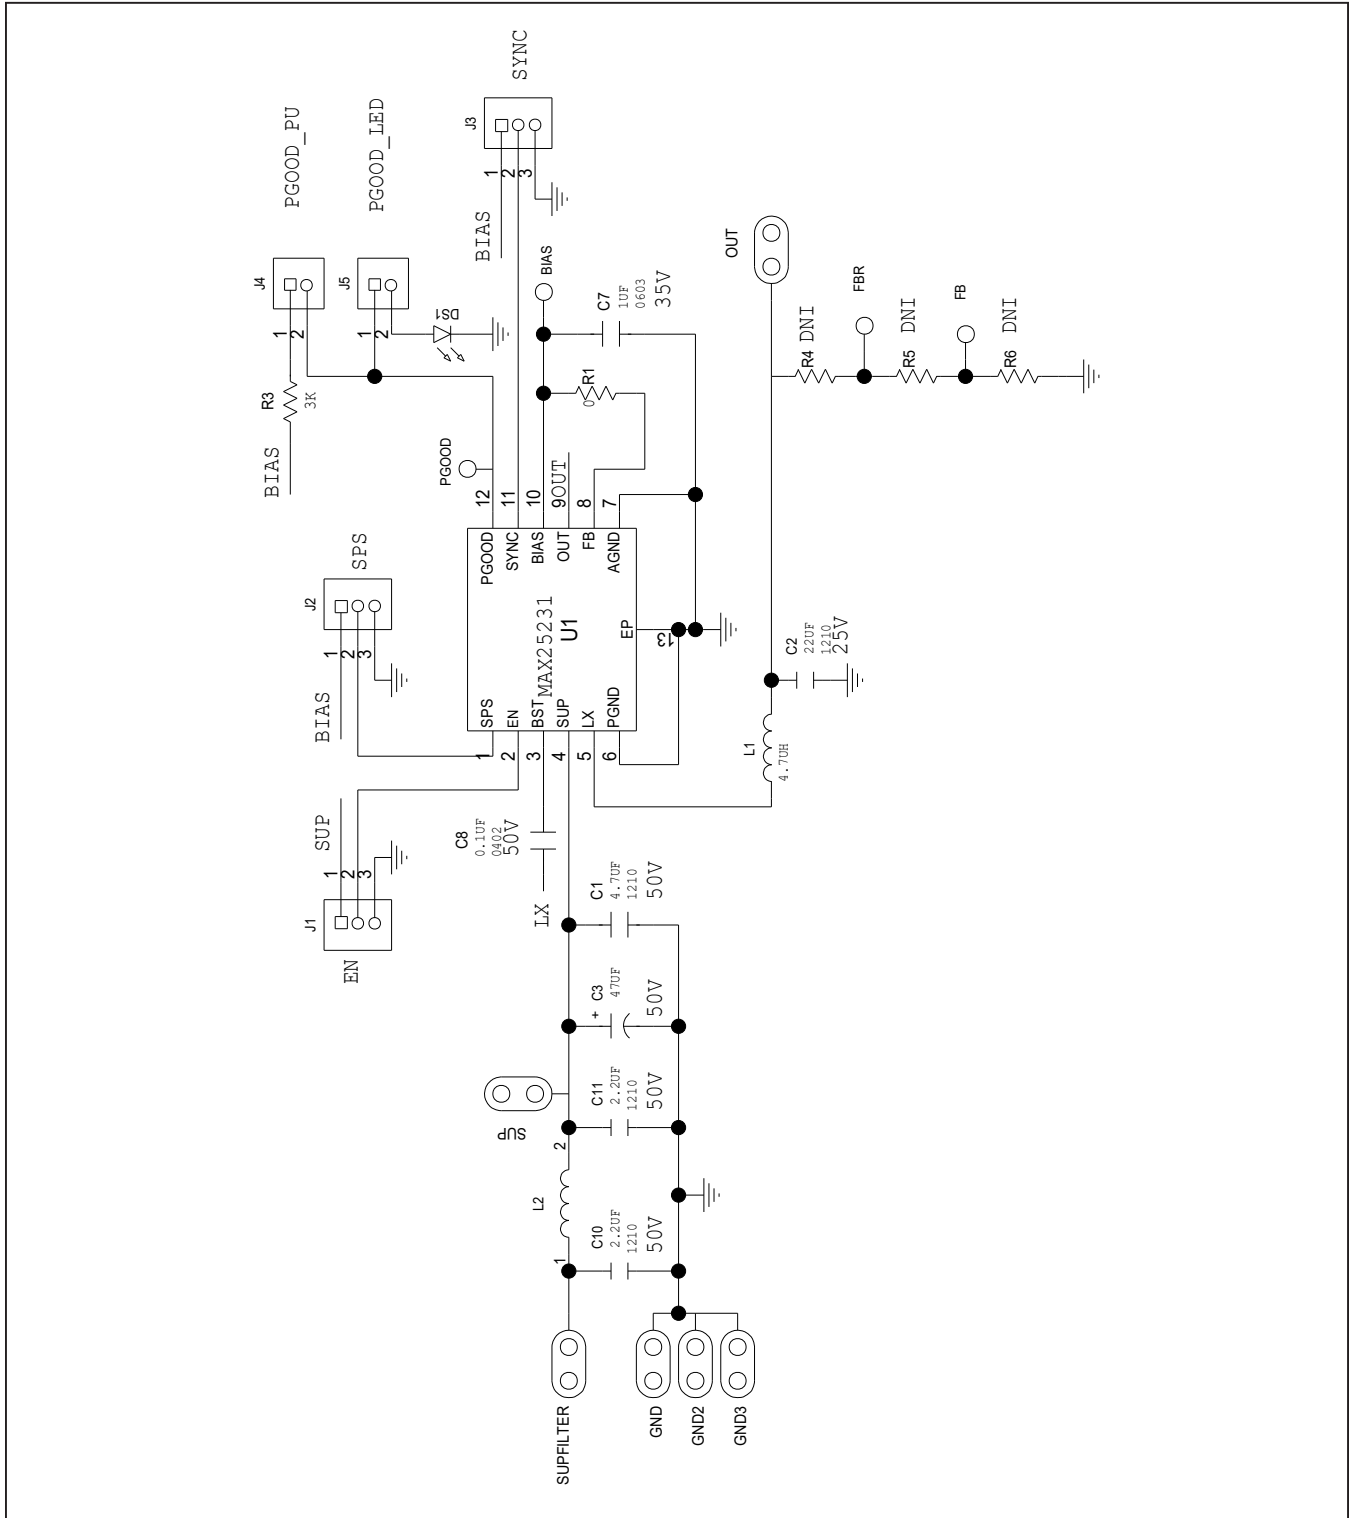 SYNC
J3
1
2
3
BIAS
PGOOD_PU
J4
1
2
R3
3K
BIAS
PGOOD_LED
J5
1
2
DS1
PGOOD
BIAS
C7
1UF
0603
35V
R1
0
12
11
10
9
OUT
8
7
PGOOD
SYNC
BIAS
OUT
FB
AGND
MAX25231
U1
EP
13
SPS
EN
BST
SUP
LX
PGND
1
2
3
4
5
6
SPS
J2
1
2
3
BIAS
SUP
1
2
3
J1
EN
C8
0.1UF
0402
50V
LX
OUT
R4
DNI
FBR
R5
DNI
FB
R6
DNI
C2
22UF
1210
25V
L1
4.7UH
C1
4.7UF
1210
50V
+
C3
47UF
50V
SUP
C11
2.2UF
1210
50V
2
L2
1
C10
2.2UF
1210
50V
SUPFILTER
GND
GND2
GND3